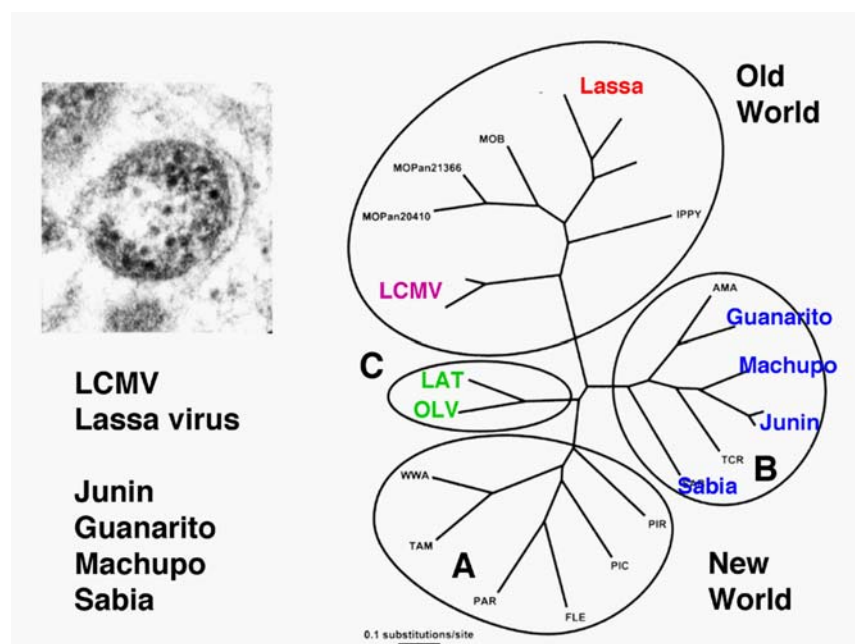 Old
World
Lassa
MOB
MOPan21366
MOPan20410
IPPY
LCMV
AMA
Guanarito
Machupo
Junin
TCR
Sabia
B
C
LAT
OLV
WWA
TAM
A
PAR
FLE
PIC
PIR
New
World
0.1 substitutions/site
LCMV
Lassa virus
Junin
Guanarito
Machupo
Sabia